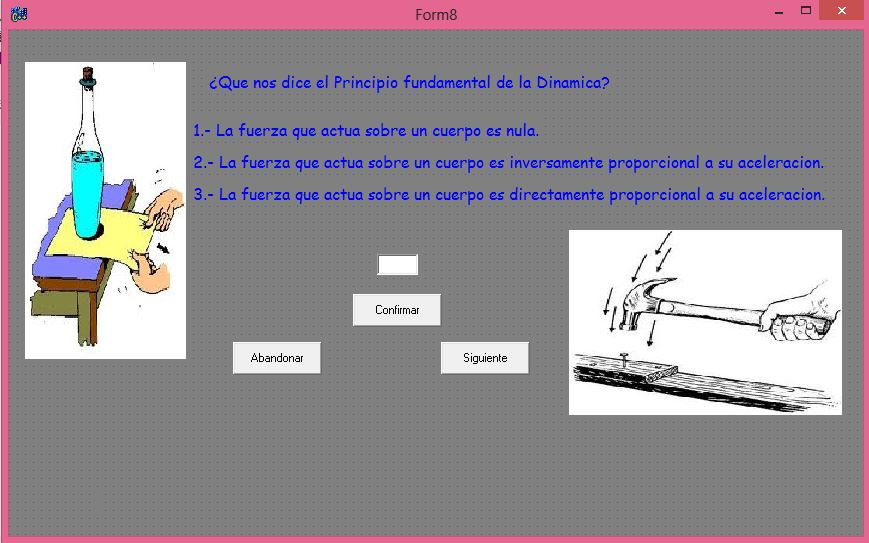 Form8
¿Que nos dice el Principio fundamental de la Dinamica?
1.- La fuerza que actua sobre un cuerpo es nula.
2.- La fuerza que actua sobre un cuerpo es inversamente proporcional a su aceleracion.
3.- La fuerza que actua sobre un cuerpo es directamente proporcional a su aceleracion.
Confirmar
Abandonar
Siguiente